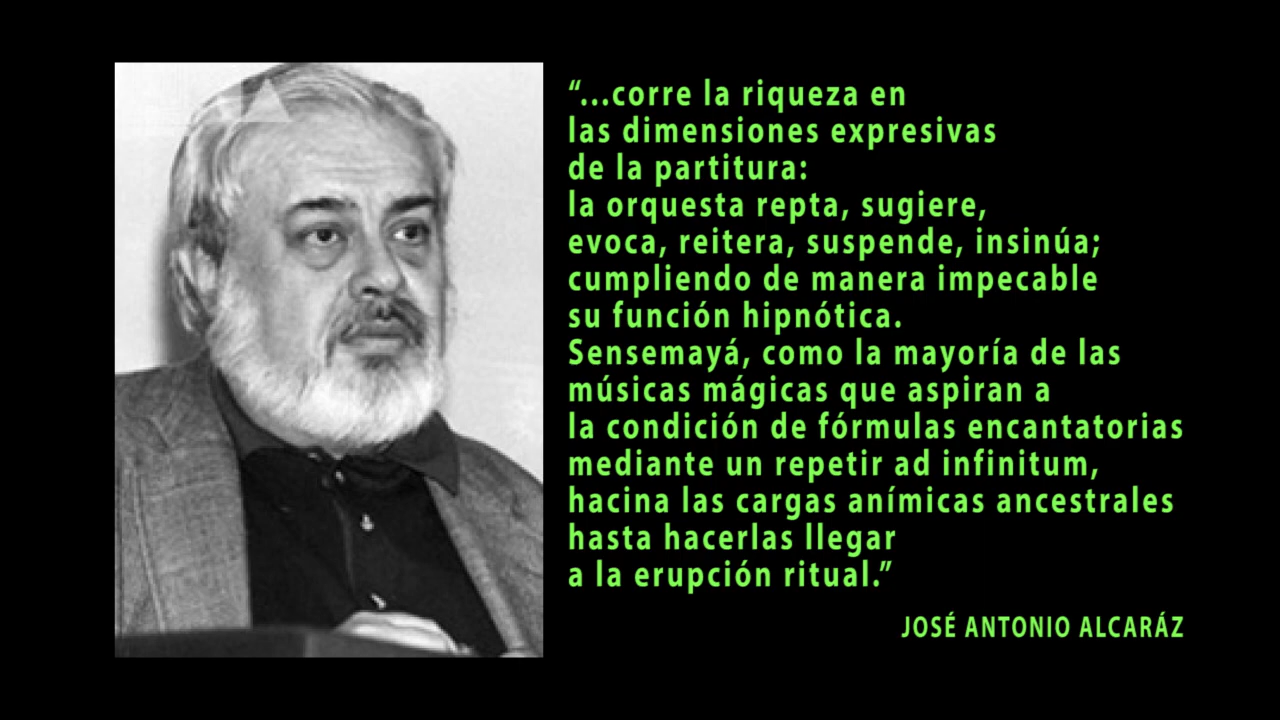 “...corre la riqueza en
las dimensiones expresivas
de la partitura:
la orquesta repta, sugiere,
evoca, reitera, suspende, insinúa;
cumpliendo de manera impecable
su función hipnótica.
Sensemayá, como la mayoría de las
músicas mágicas que aspiran a
la condición de fórmulas encantatorias
mediante un repetir ad infinitum,
hacina las cargas anímicas ancestrales
hasta hacerlas llegar
a la erupción ritual.”
JOSÉ ANTONIO ALCARÁZ